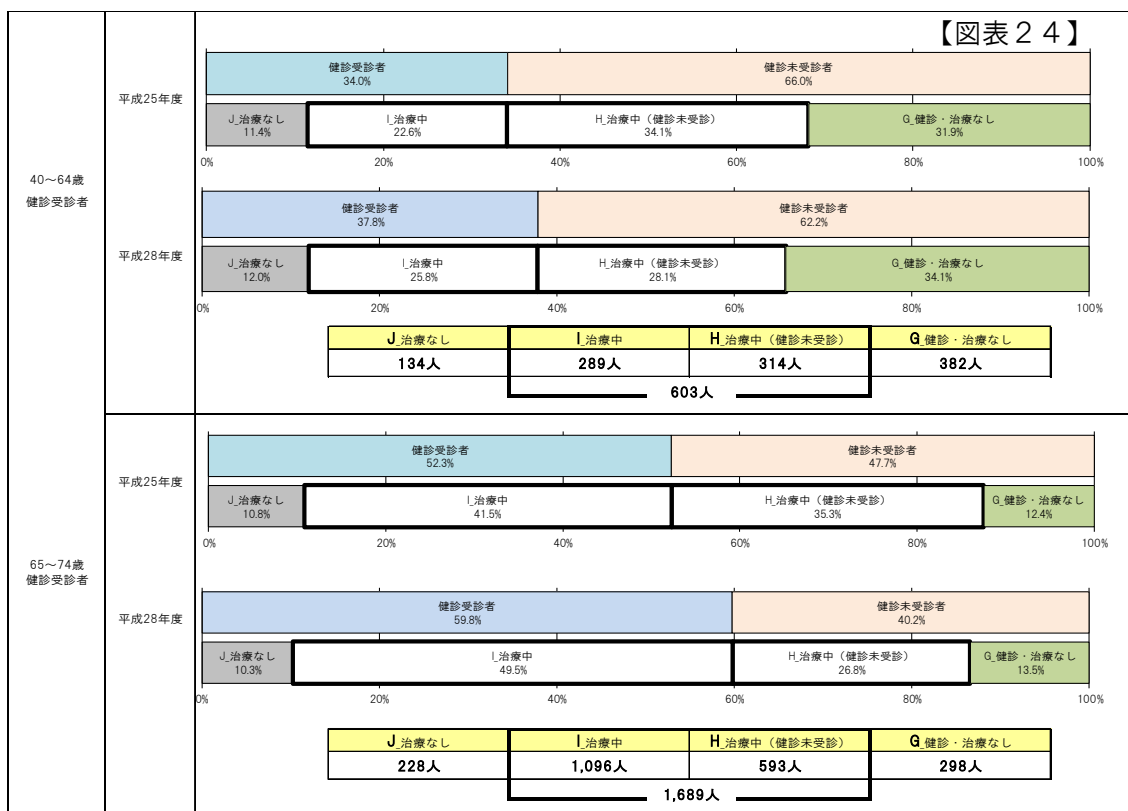 【図表２４】
40～64歳
健診受診者
平成25年度
健診受診者
34.0%
健診未受診者
66.0%
J_治療なし
11.4%
I_治療中
22.6%
H_治療中（健診未受診）
34.1%
G_健診・治療なし
31.9%
0% 20% 40% 60% 80% 100%
平成28年度
健診受診者
37.8%
健診未受診者
62.2%
J_治療なし
12.0%
I_治療中
25.8%
H_治療中（健診未受診）
28.1%
G_健診・治療なし
34.1%
0% 20% 40% 60% 80% 100%
J_治療なし I_治療中 H_治療中（健診未受診） G_健診・治療なし
134人 289人 314人 382人
603人
65～74歳
健診受診者
平成25年度
健診受診者
52.3%
健診未受診者
47.7%
J_治療なし
10.8%
I_治療中
41.5%
H_治療中（健診未受診）
35.3%
G_健診・治療なし
12.4%
0% 20% 40% 60% 80% 100%
平成28年度
健診受診者
59.8%
健診未受診者
40.2%
J_治療なし
10.3%
I_治療中
49.5%
H_治療中（健診未受診）
26.8%
G_健診・治療なし
13.5%
0% 20% 40% 60% 80% 100%
J_治療なし I_治療中 H_治療中（健診未受診） G_健診・治療なし
228人 1,096人 593人 298人
1,689人